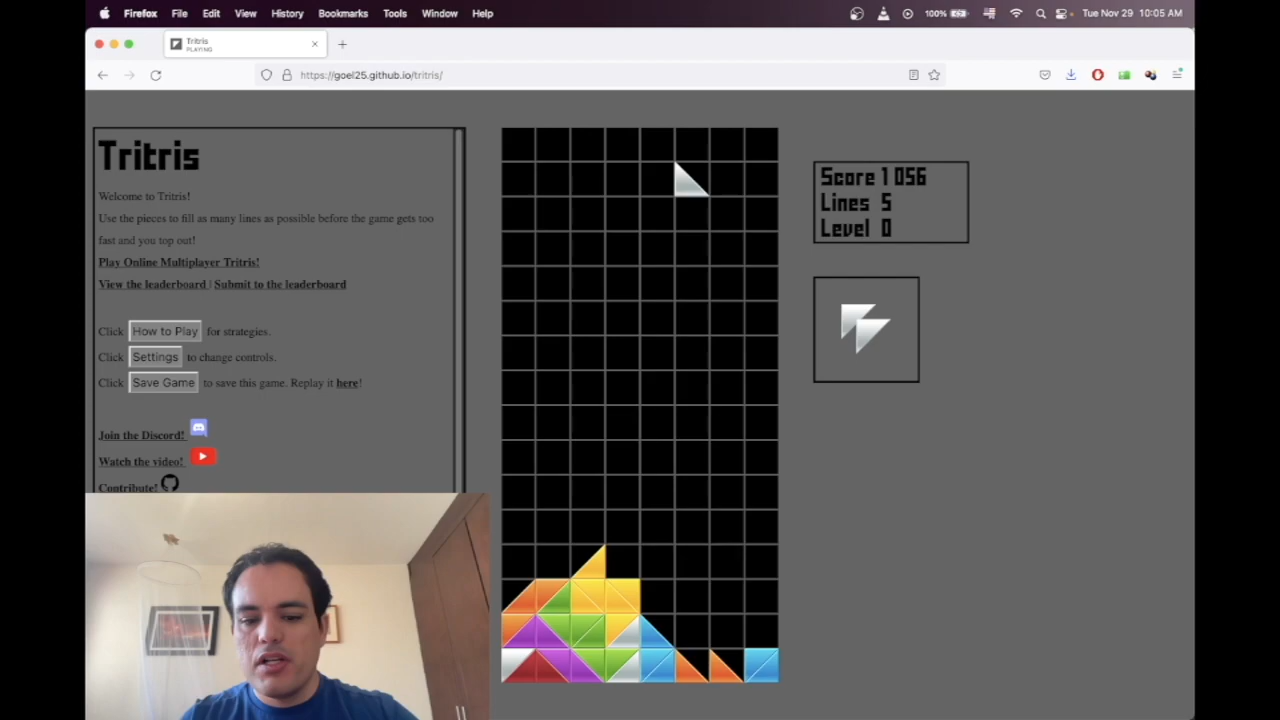 Firefox File Edit View History Bookmarks Tools Window Help 100% Tue Nov 29 10:05 AM
Tritris
PLAYING
https://goel25.github.io/tritris/
Tritris
Welcome to Tritris!
Use the pieces to fill as many lines as possible before the game gets too
fast and you top out!
Play Online Multiplayer Tritris!
View the leaderboard | Submit to the leaderboard
Click How to Play for strategies.
Click Settings to change controls.
Click Save Game to save this game. Replay it here!
Join the Discord!
Watch the video!
Contribute!
Score 1 056
Lines 5
Level 0